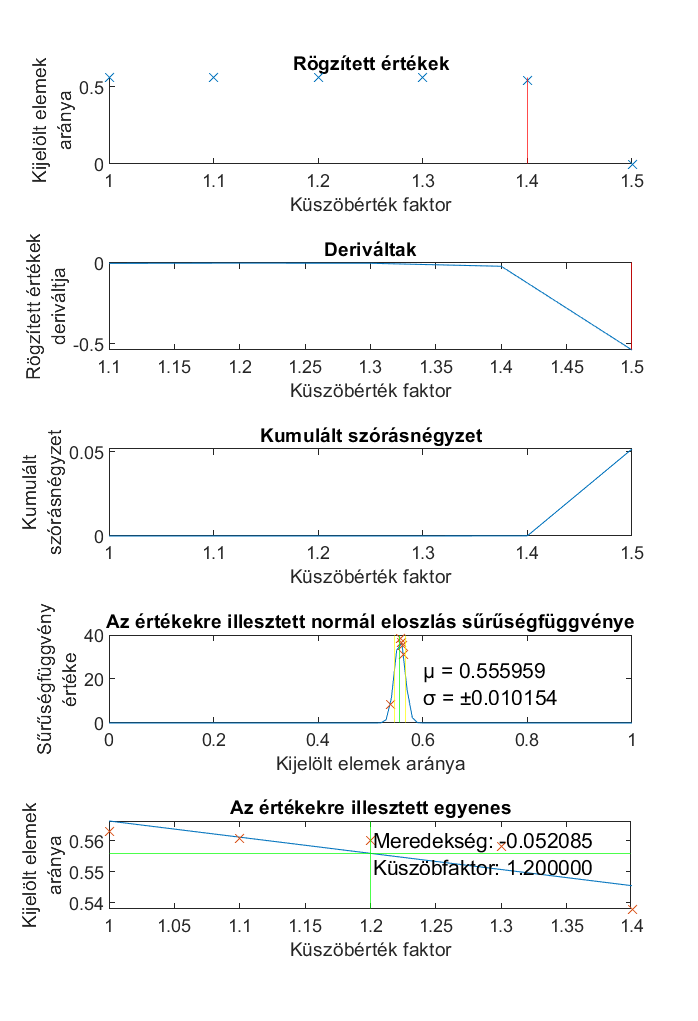 Rögzített értékek
Kijelölt elemek
aránya
0.5
0
1 1.1 1.2 1.3 1.4 1.5
Küszöbérték faktor
Deriváltak
Rögzített értékek
deriváltja
0
-0.5
1.1 1.15 1.2 1.25 1.3 1.35 1.4 1.45 1.5
Küszöbérték faktor
Kumulált szórásnégyzet
Kumulált
szórásnégyzet
0.05
0
1 1.1 1.2 1.3 1.4 1.5
Küszöbérték faktor
Az értékekre illesztett normál eloszlás sűrűségfüggvénye
Sűrűségfüggvény
értéke
40
20
0
μ = 0.555959
σ = ±0.010154
0 0.2 0.4 0.6 0.8 1
Kijelölt elemek aránya
Az értékekre illesztett egyenes
Kijelölt elemek
aránya
0.56
0.55
0.54
Meredekség: -0.052085
Küszöbfaktor: 1.200000
1 1.05 1.1 1.15 1.2 1.25 1.3 1.35 1.4
Küszöbérték faktor